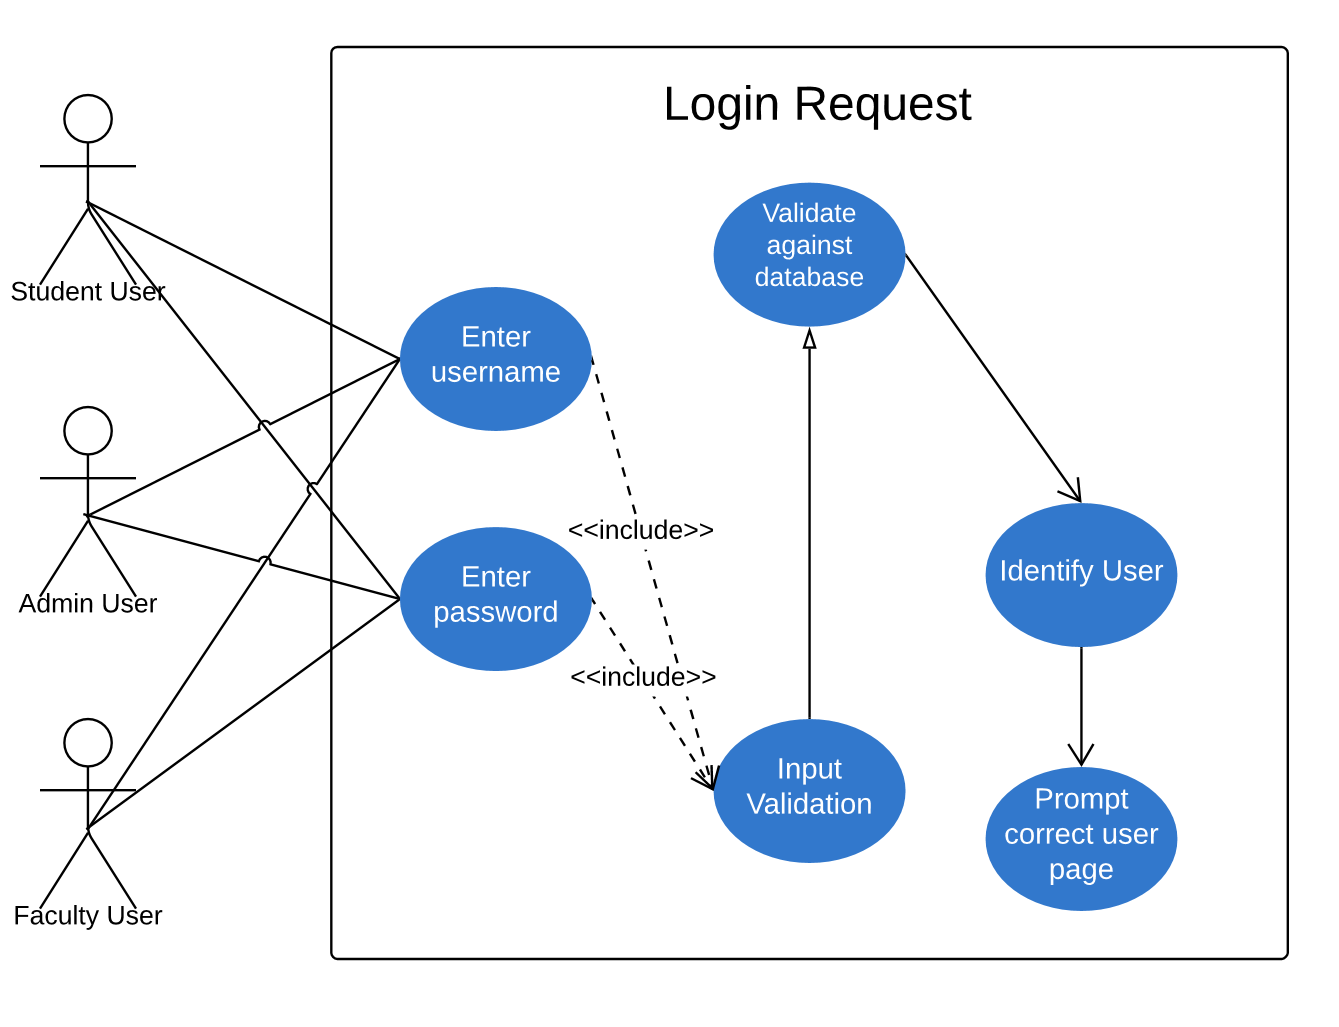 Login Request
Student User
Admin User
Faculty User
Enter
username
Enter
password
<<include>>
<<include>>
Validate
against
database
Input
Validation
Identify User
Prompt
correct user
page